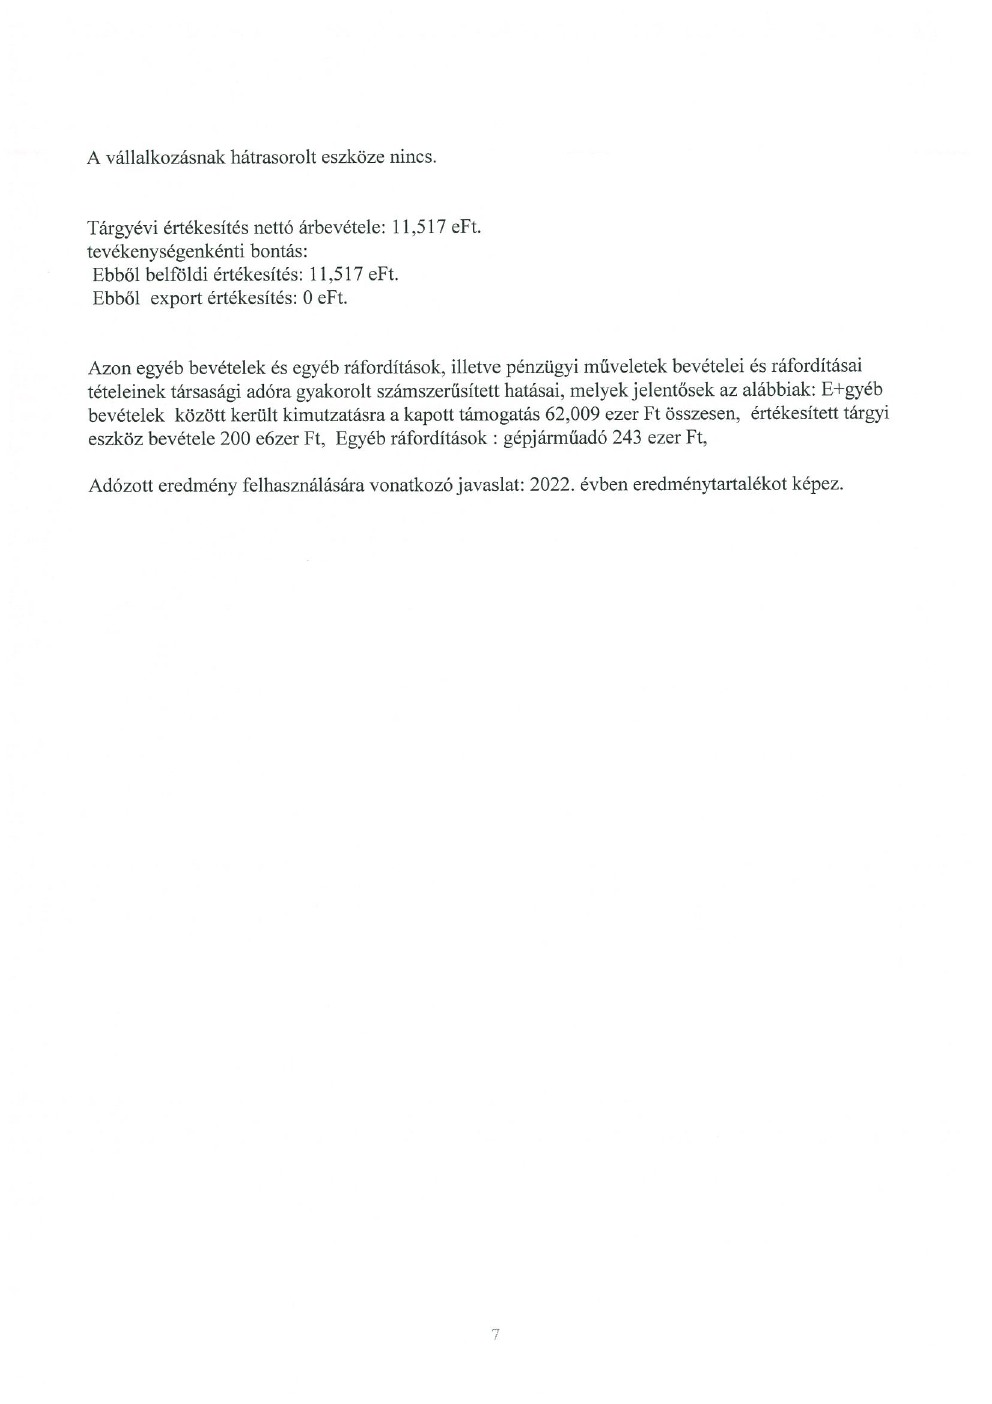 A vállalkozásnak hátrasorolt eszköze nincs.
Tárgyévi értékesítés nettó árbevétele: 11,517 eFt.
tevékenységenkénti bontás:
Ebből belföldi értékesítés: 11,517 eFt.
Ebből  export értékesítés: 0 eFt.
Azon egyéb bevételek és egyéb ráfordítások, illetve pénzügyi műveletek bevételei és ráfordításai
tételeinek társasági adóra gyakorolt számszerűsített hatásai, melyek jelentősek az alábbiak: E+gyéb
bevételek  között került kimutatásra a kapott támogatás 62,009 ezer Ft összesen,  értékesített tárgyi
eszköz bevétele 200 e6zer Ft,  Egyéb ráfordítások : gépjárműadó 243 ezer Ft,
Adózott eredmény felhasználására vonatkozó javaslat: 2022. évben eredménytartalékot képez.
7